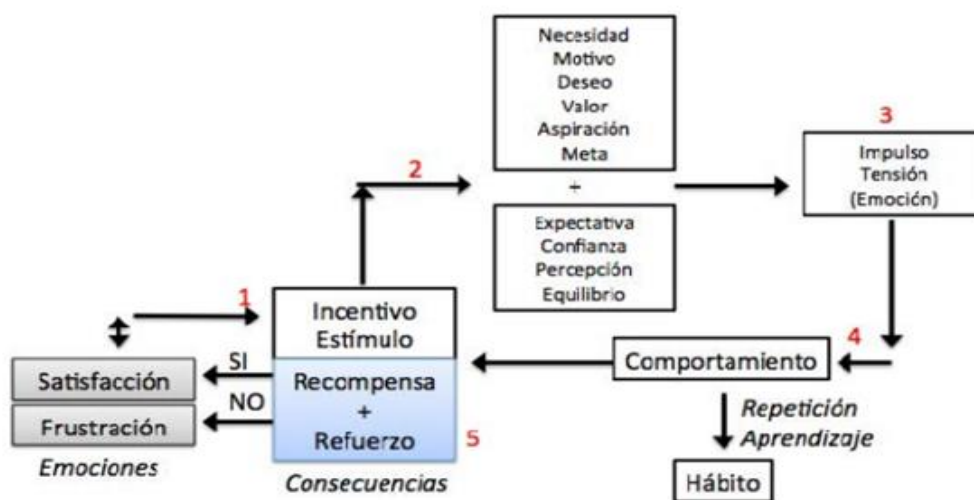 Necesidad
Motivo
Deseo
Valor
Aspiración
Meta
+
Expectativa
Confianza
Percepción
Equilibrio
3
Impulso
Tensión
(Emoción)
2
1
Incentivo
Estímulo
4
Comportamiento
SI
NO
Satisfacción
Frustración
Emociones
Recompensa
+
Refuerzo
5
Consecuencias
Repetición
Aprendizaje
Hábito